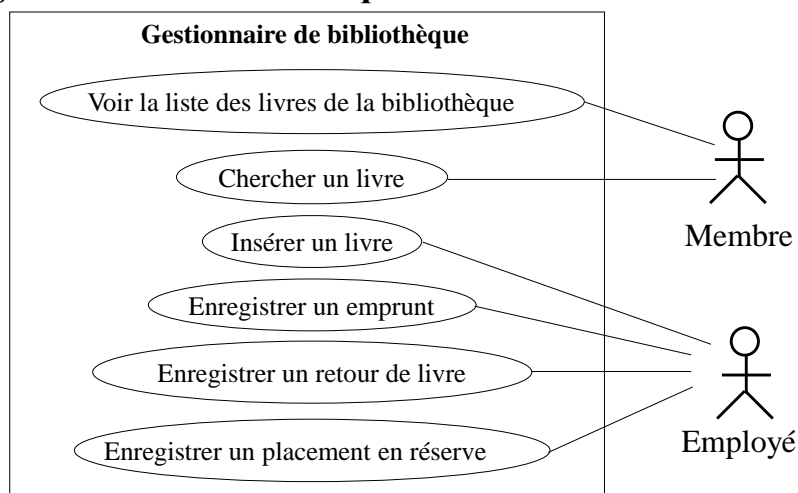 Gestionnaire de bibliothèque
Voir la liste des livres de la bibliothèque
Chercher un livre
Insérer un livre
Enregistrer un emprunt
Enregistrer un retour de livre
Enregistrer un placement en réserve
Membre
Employé